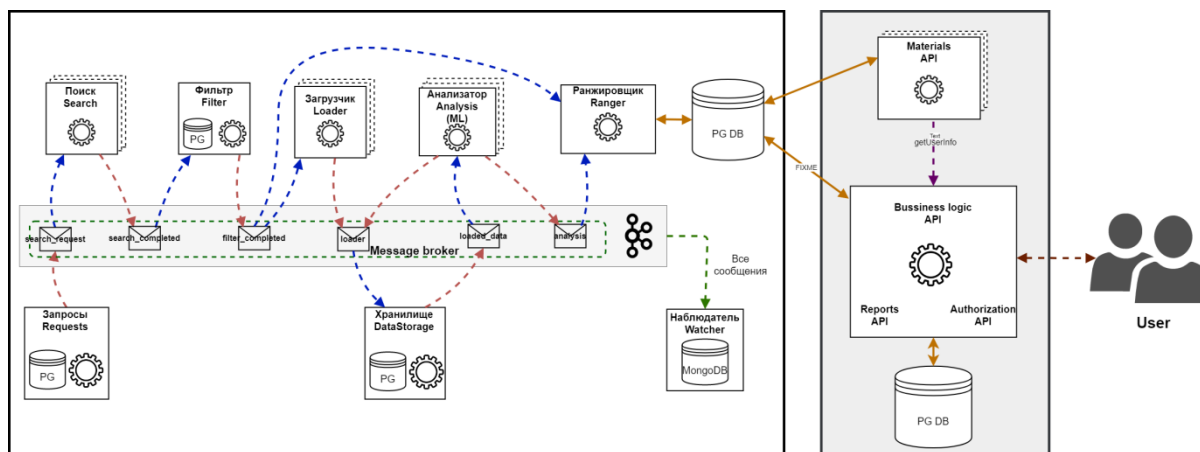 Поиск
Search
Фильтр
Filter
PG
Загрузчик
Loader
Анализатор
Analysis
(ML)
Ранжировщик
Ranger
PG DB
Materials
API
Text
getUserInfo
FIXME
search_request
search_completed
filter_completed
loader
loaded_data
analysis
Message broker
Все
сообщения
Запросы
Requests
PG
Хранилище
DataStorage
PG
Наблюдатель
Watcher
MongoDB
Bussiness logic
API
Reports
API
Authorization
API
PG DB
User